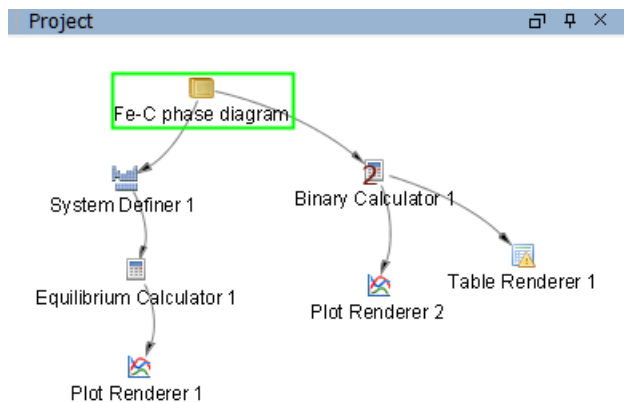 Project
Fe-C phase diagram
System Definer 1
2
Binary Calculator 1
Equilibrium Calculator 1
Plot Renderer 2
Table Renderer 1
Plot Renderer 1